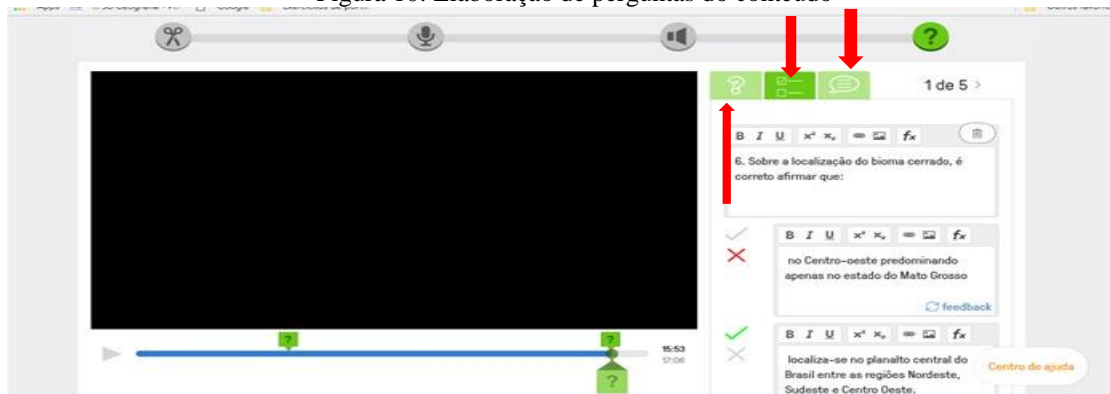 Figura 10: Elaboração de perguntas do conteúdo
Apps
Google
?
1 de 5 >
B I U x² x₂ fx
6. Sobre a localização do bioma cerrado, é
correto afirmar que:
B I U x² x₂ fx
no Centro-oeste predominando
apenas no estado do Mato Grosso
feedback
B I U x² x₂ fx
localiza-se no planalto central do
Brasil entre as regiões Nordeste,
Sudeste e Centro Oeste.
? ?
15:53
17:06
?
Centro de ajuda